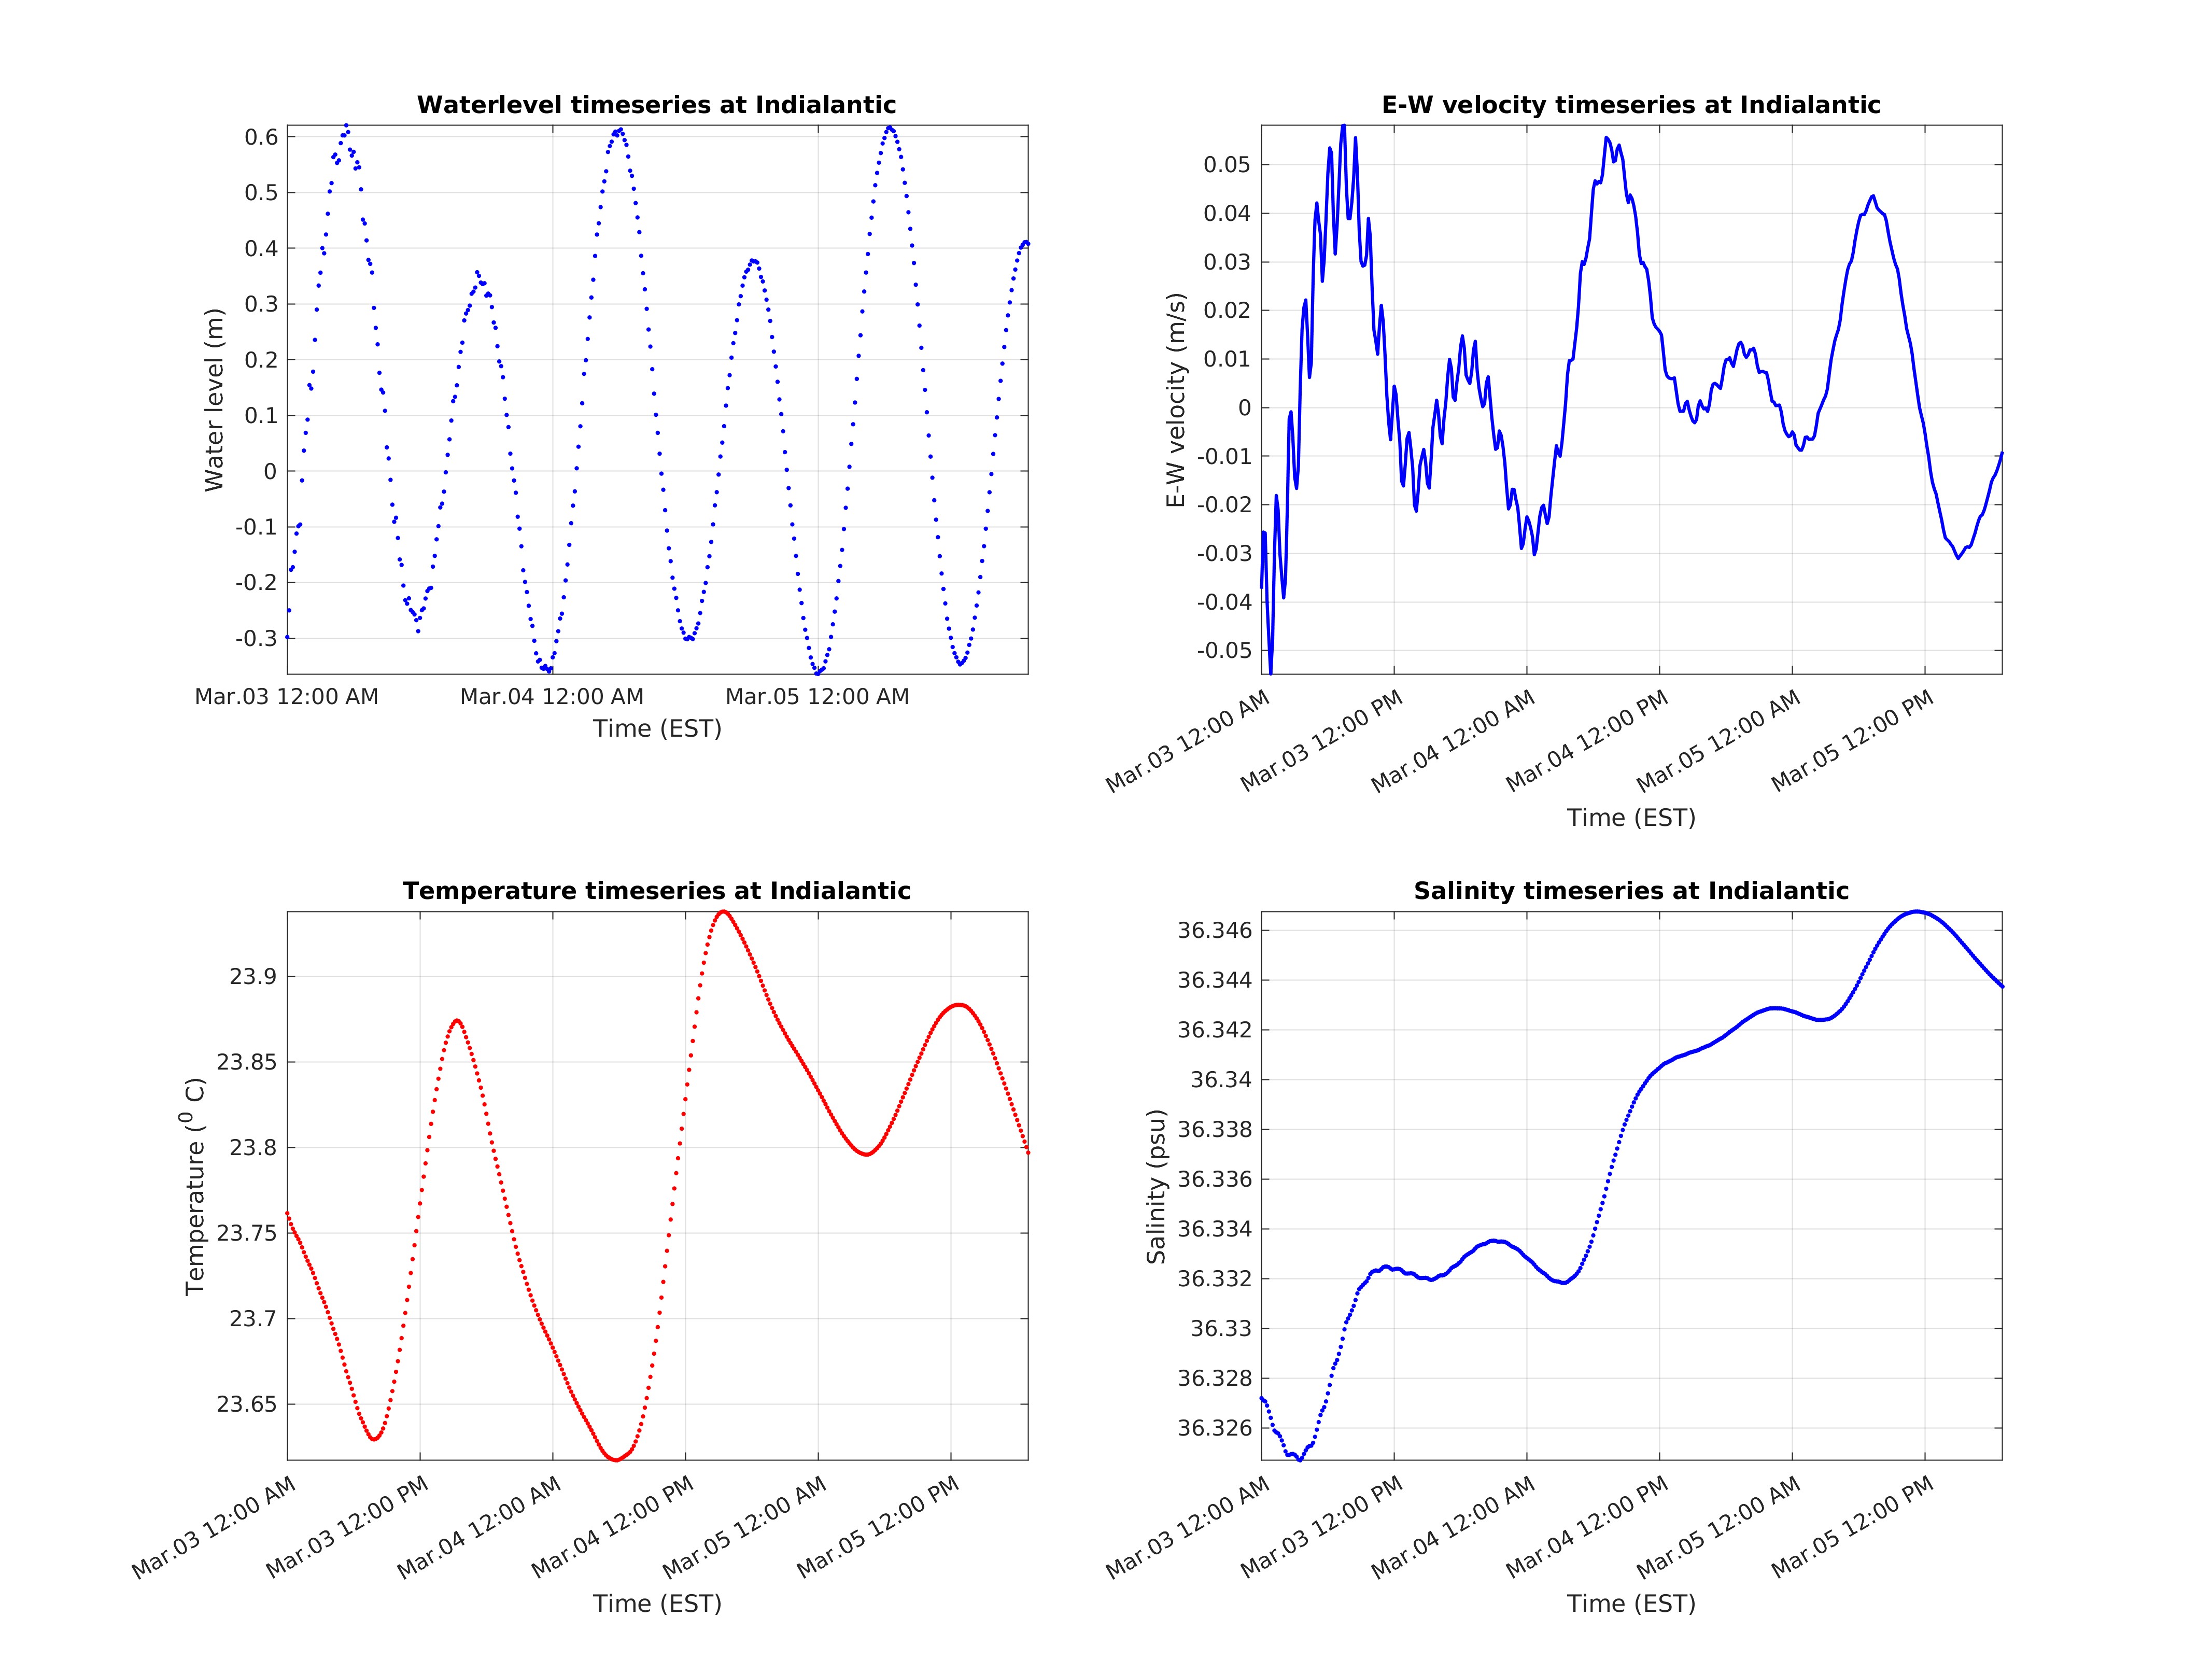 Waterlevel timeseries at Indialantic
0.6
0.5
0.4
0.3
0.2
0.1
0
-0.1
-0.2
-0.3
Water level (m)
Mar.03 12:00 AM
Mar.04 12:00 AM
Mar.05 12:00 AM
Time (EST)
E-W velocity timeseries at Indialantic
0.05
0.04
0.03
0.02
0.01
0
-0.01
-0.02
-0.03
-0.04
-0.05
E-W velocity (m/s)
Mar.03 12:00 AM
Mar.03 12:00 PM
Mar.04 12:00 AM
Mar.04 12:00 PM
Mar.05 12:00 AM
Mar.05 12:00 PM
Time (EST)
Temperature timeseries at Indialantic
23.9
23.85
23.8
23.75
23.7
23.65
Temperature (⁰ C)
Mar.03 12:00 AM
Mar.03 12:00 PM
Mar.04 12:00 AM
Mar.04 12:00 PM
Mar.05 12:00 AM
Mar.05 12:00 PM
Time (EST)
Salinity timeseries at Indialantic
36.346
36.344
36.342
36.34
36.338
36.336
36.334
36.332
36.33
36.328
36.326
Salinity (psu)
Mar.03 12:00 AM
Mar.03 12:00 PM
Mar.04 12:00 AM
Mar.04 12:00 PM
Mar.05 12:00 AM
Mar.05 12:00 PM
Time (EST)